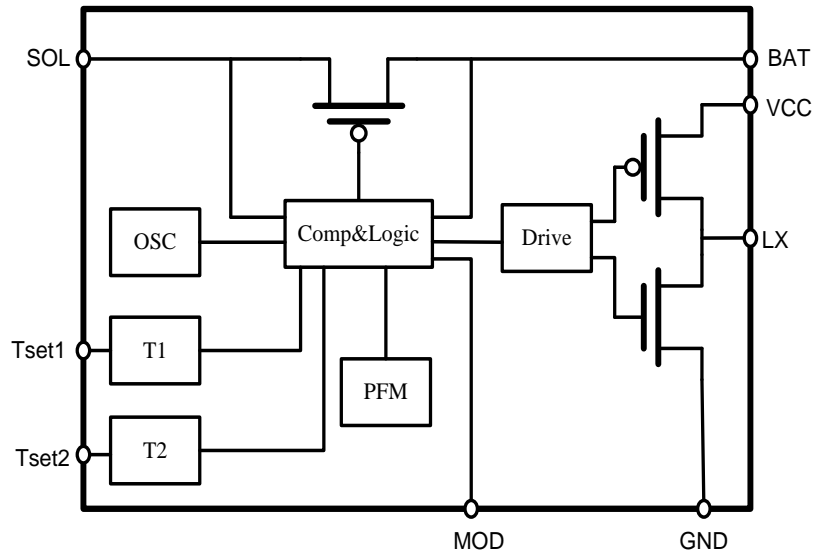 SOL
BAT
VCC
Comp&Logic
OSC
Drive
LX
Tset1
T1
PFM
Tset2
T2
MOD
GND